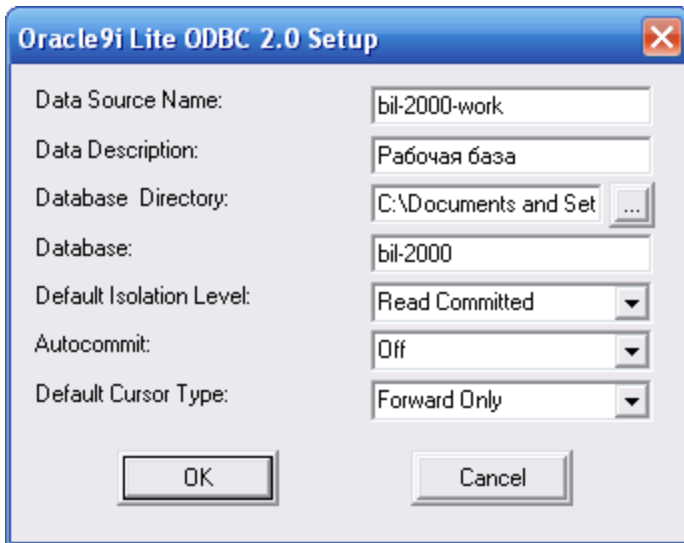 Oracle9i Lite ODBC 2.0 Setup
Data Source Name: bil-2000-work
Data Description: Рабочая база
Database Directory: C:\Documents and Set ...
Database: bil-2000
Default Isolation Level: Read Committed
Autocommit: Off
Default Cursor Type: Forward Only
OK Cancel